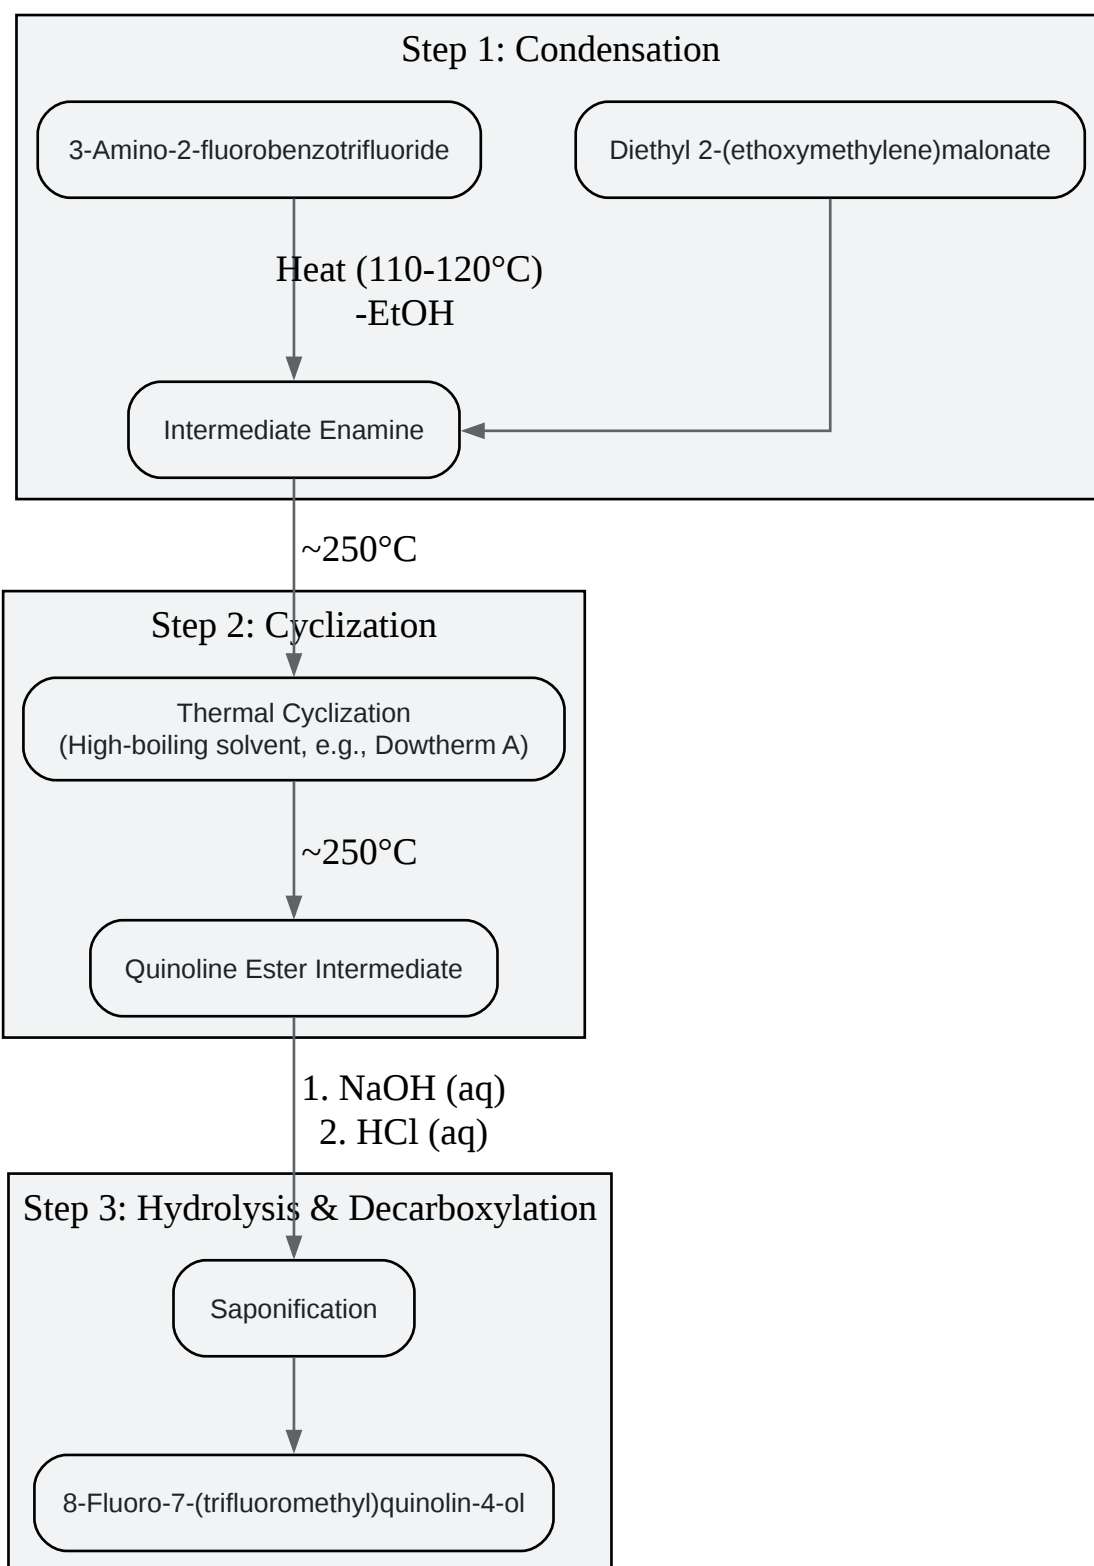 Step 1: Condensation
3-Amino-2-fluorobenzotrifluoride
Diethyl 2-(ethoxymethylene)malonate
Heat (110-120°C)
-EtOH
Intermediate Enamine
~250°C
Step 2: Cyclization
Thermal Cyclization
(High-boiling solvent, e.g., Dowtherm A)
~250°C
Quinoline Ester Intermediate
1. NaOH (aq)
2. HCl (aq)
Step 3: Hydrolysis & Decarboxylation
Saponification
8-Fluoro-7-(trifluoromethyl)quinolin-4-ol